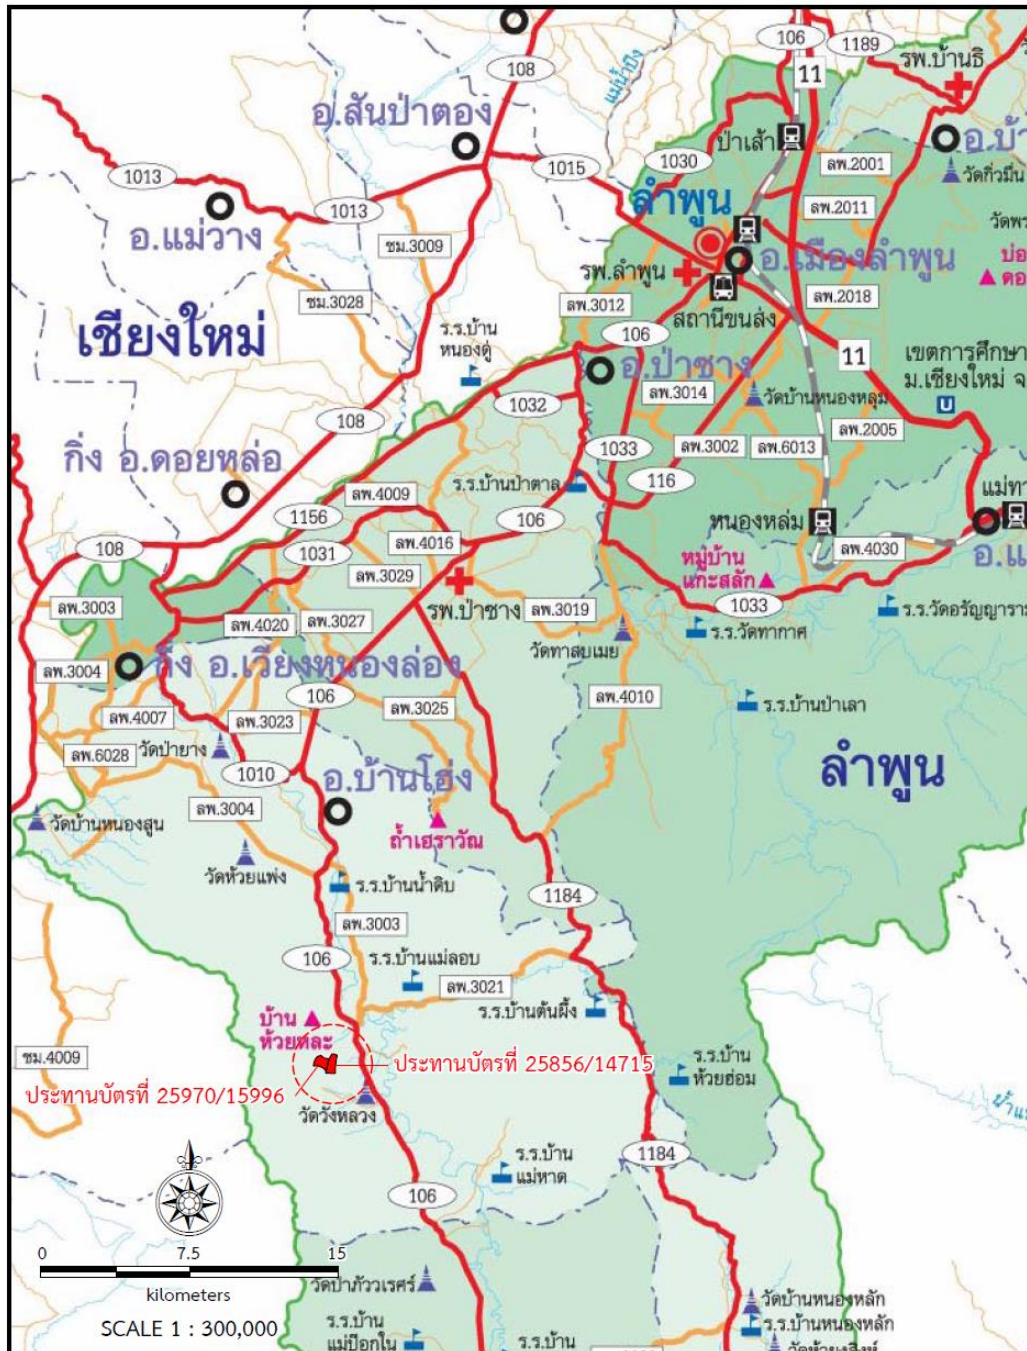 108
106
1189
รพ.บ้านธิ
11
แม่น้ำปิง
อ.สันป่าตอง
ป่าเส้า
อ.บ้า
1013
1015
1030
ลพ.2001
วัดกิ่วมื่น
ลำพูน
1013
ลพ.2011
วัดพร
อ.แม่วาง
ชม.3009
อ.เมืองลำพูน
บ่อ
ตอ
รพ.ลำพูน
ชม.3028
ลพ.3012
ลพ.2018
สถานีขนส่ง
เชียงใหม่
ร.ร.บ้าน
หนองดู่
106
11
เขตการศึกษา
ม.เชียงใหม่ จ.
อ.ป่าซาง
ลพ.3014
วัดบ้านหนองหลุม
1032
108
ลพ.2005
1033
ลพ.3002
ลพ.6013
กิ่ง อ.ดอยหล่อ
ร.ร.บ้านป่าตาล
116
แม่ทา
ลพ.4009
1156
106
หนองหล่ม
108
1031
ลพ.4016
ลพ.4030
อ.แ
หมู่บ้าน
แกะสลัก
ลพ.3029
รพ.ป่าซาง
ลพ.3003
1033
ร.ร.วัดอรัญญาราม
ลพ.4020
ลพ.3027
ลพ.3019
ร.ร.วัดทากาศ
วัดทาสบเมย
ลพ.3004
กิ่ง อ.เวียงหนองล่อง
106
ลพ.4010
ร.ร.บ้านป่าเลา
ลพ.4007
ลพ.3023
ลพ.3025
ลพ.6028
วัดป่ายาง
1010
อ.บ้านโฮ่ง
ลำพูน
ลพ.3004
วัดบ้านหนองสูน
ถ้ำเอราวัณ
วัดห้วยแพ่ง
ร.ร.บ้านน้ำดิบ
1184
ลพ.3003
106
ร.ร.บ้านแม่ลอบ
ลพ.3021
ร.ร.บ้านต้นผึ้ง
บ้าน
ห้วยหละ
ชม.4009
ประทานบัตรที่ 25856/14715
ร.ร.บ้าน
ห้วยฮ่อม
ประทานบัตรที่ 25970/15996
วัดวังหลวง
1184
ร.ร.บ้าน
แม่หาด
106
0 7.5 15
kilometers
SCALE 1 : 300,000
วัดป่าภัววเรศร์
วัดบ้านหนองหลัก
ร.ร.บ้านหนองหลัก
ร.ร.บ้าน
แม่ป๊อกใน
ร.ร.บ้าน